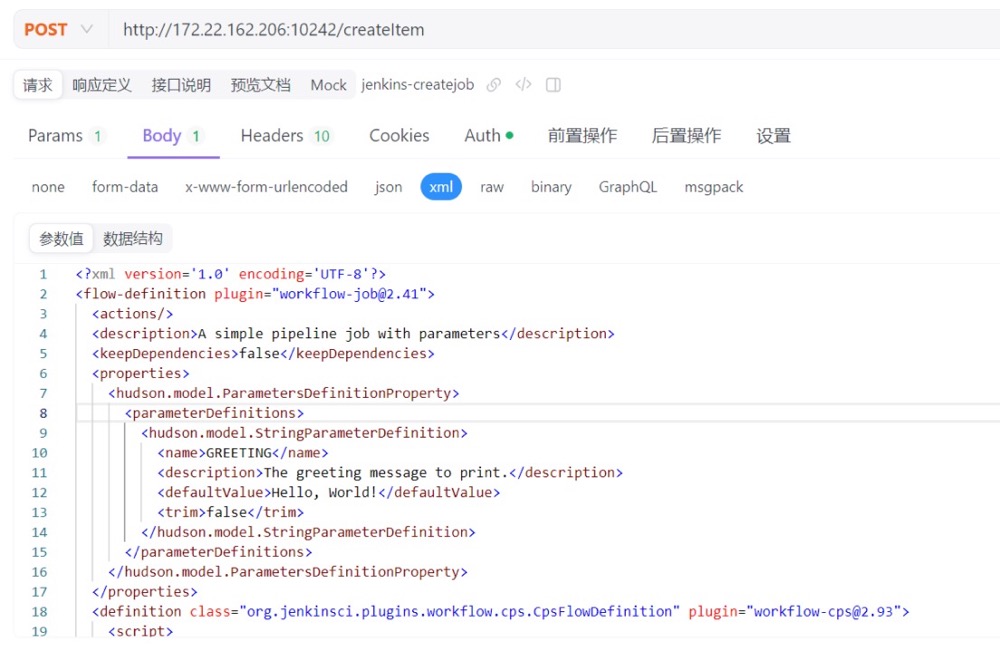 POST http://172.22.162.206:10242/createItem
请求 响应定义 接口说明 预览文档 Mock jenkins-createjob
Params 1 Body 1 Headers 10 Cookies Auth 前置操作 后置操作 设置
none form-data x-www-form-urlencoded json xml raw binary GraphQL msgpack
参数值 数据结构
1 <?xml version='1.0' encoding='UTF-8'?>
2 <flow-definition plugin="workflow-job@2.41">
3 <actions/>
4 <description>A simple pipeline job with parameters</description>
5 <keepDependencies>false</keepDependencies>
6 <properties>
7 <hudson.model.ParametersDefinitionProperty>
8 <parameterDefinitions>
9 <hudson.model.StringParameterDefinition>
10 <name>GREETING</name>
11 <description>The greeting message to print.</description>
12 <defaultValue>Hello, World!</defaultValue>
13 <trim>false</trim>
14 </hudson.model.StringParameterDefinition>
15 </parameterDefinitions>
16 </hudson.model.ParametersDefinitionProperty>
17 </properties>
18 <definition class="org.jenkinsci.plugins.workflow.cps.CpsFlowDefinition" plugin="workflow-cps@2.93">
19 <script>